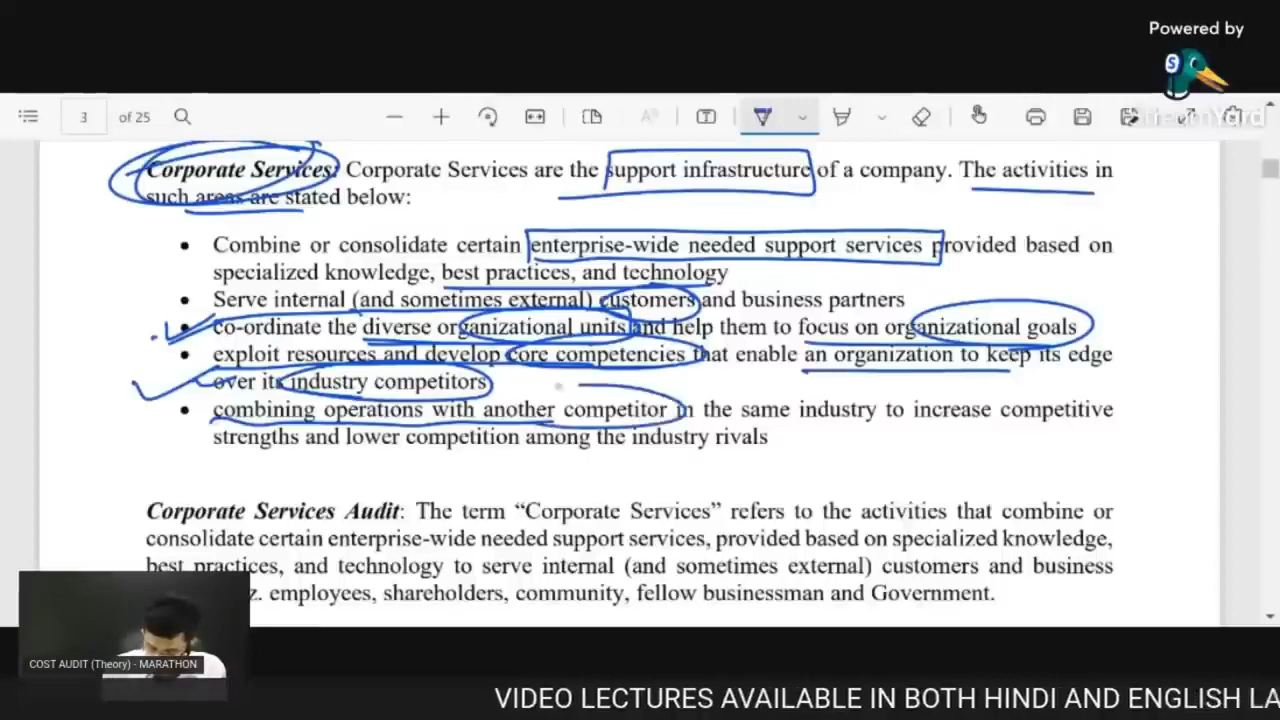 Powered by
3 of 25
Corporate Services: Corporate Services are the support infrastructure of a company. The activities in
such areas are stated below:
• Combine or consolidate certain enterprise-wide needed support services provided based on
specialized knowledge, best practices, and technology
• Serve internal (and sometimes external) customers and business partners
• co-ordinate the diverse organizational units and help them to focus on organizational goals
• exploit resources and develop core competencies that enable an organization to keep its edge
over its industry competitors
• combining operations with another competitor in the same industry to increase competitive
strengths and lower competition among the industry rivals
Corporate Services Audit: The term “Corporate Services” refers to the activities that combine or
consolidate certain enterprise-wide needed support services, provided based on specialized knowledge,
best practices, and technology to serve internal (and sometimes external) customers and business
z. employees, shareholders, community, fellow businessman and Government.
COST AUDIT (Theory) - MARATHON
VIDEO LECTURES AVAILABLE IN BOTH HINDI AND ENGLISH LA